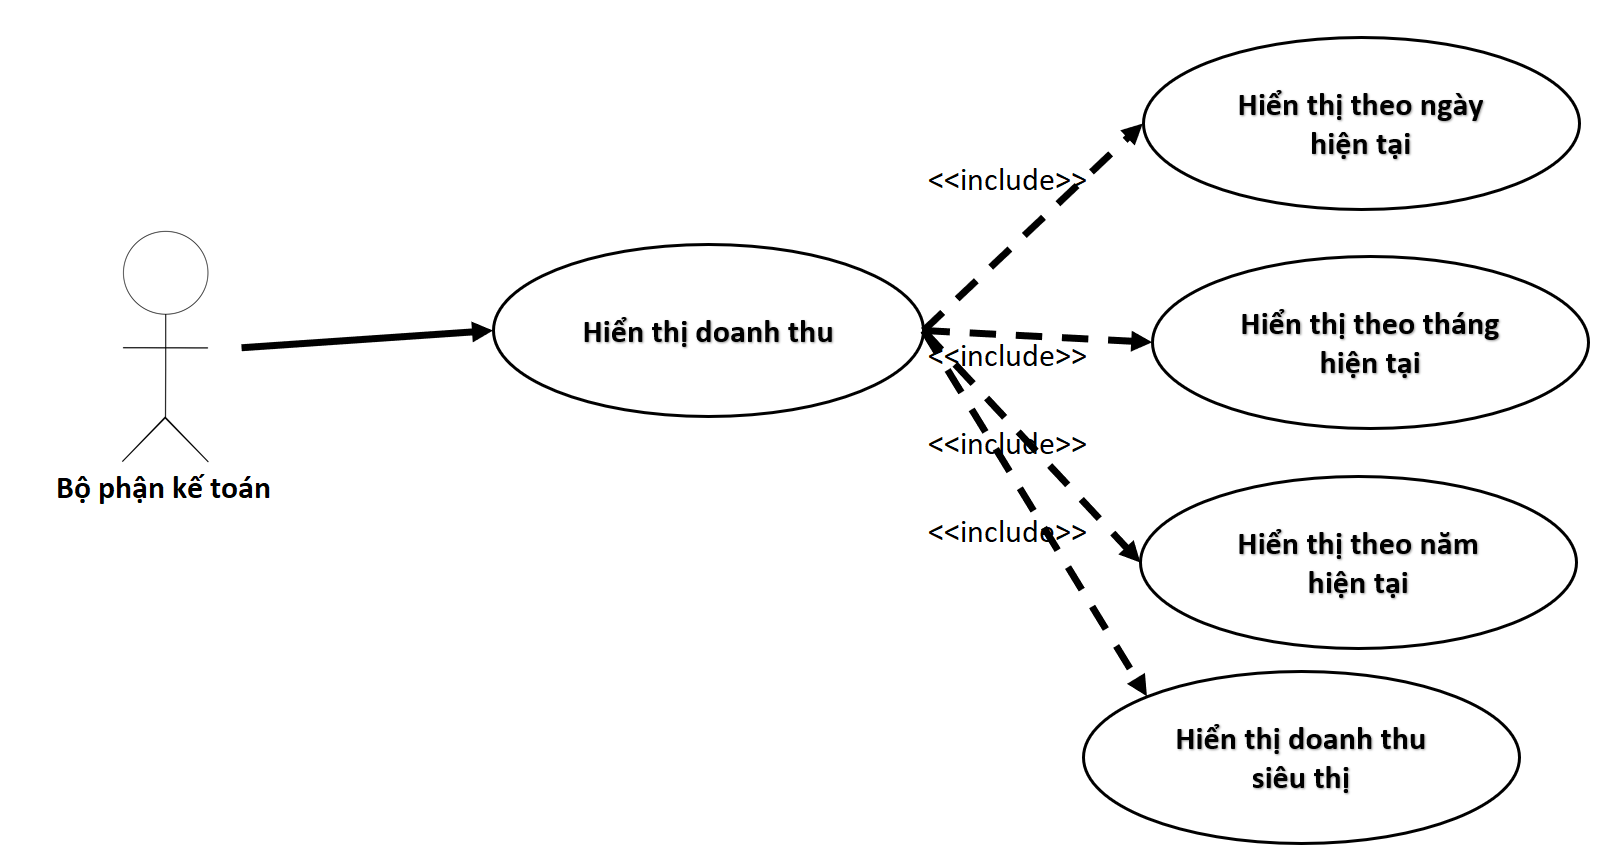 Hiển thị theo ngày
hiện tại
<<include>>
Hiển thị theo tháng
hiện tại
Hiển thị doanh thu
<<include>>
<<include>>
Bộ phận kế toán
<<include>>
Hiển thị theo năm
hiện tại
Hiển thị doanh thu
siêu thị